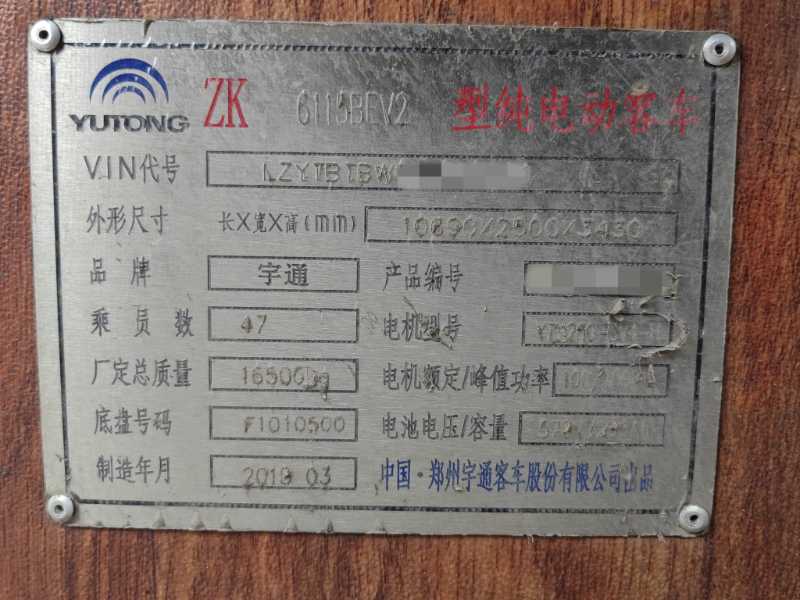 YUTONG ZK 6115BEV2 型纯电动客车
VIN代号 LZYTBTBW
外形尺寸 长X宽X高(mm) 10690X2500X3430
品牌 宇通 产品编号
乘员数 47 电机型号
厂定总质量 16500kg 电机额定/峰值功率
底盘号码 F1010500 电池电压/容量
制造年月 2018 03 中国·郑州宇通客车股份有限公司出品